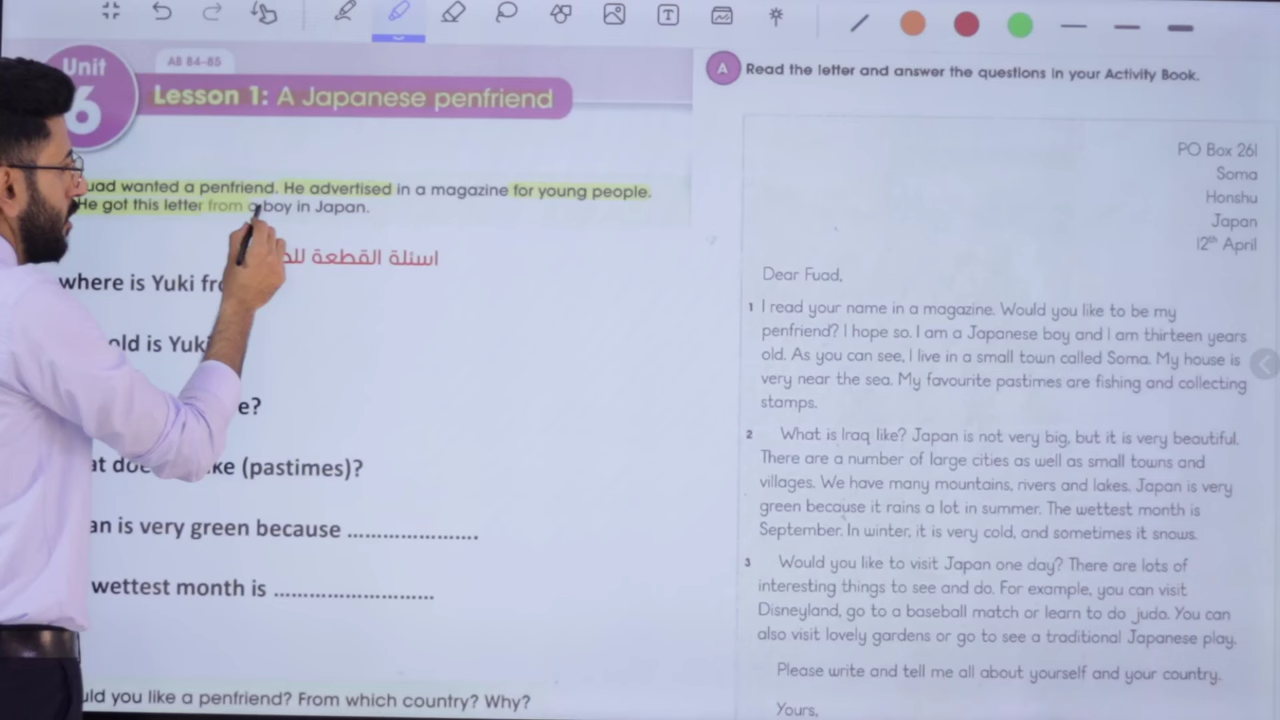 Unit
6
AB 84-85
Lesson 1: A Japanese penfriend
uad wanted a penfriend. He advertised in a magazine for young people.
He got this letter from a boy in Japan.
اسئلة القطعة
where is Yuki
old is Yuki
e?
(pastimes)?
an is very green because .....................
wettest month is ..........................
uld you like a penfriend? From which country? Why?
A
Read the letter and answer the questions in your Activity Book.
PO Box 261
Soma
Honshu
Japan
12th April
Dear Fuad,
1 I read your name in a magazine. Would you like to be my
penfriend? I hope so. I am a Japanese boy and I am thirteen years
old. As you can see, I live in a small town called Soma. My house is
very near the sea. My favourite pastimes are fishing and collecting
stamps.
2 What is Iraq like? Japan is not very big, but it is very beautiful.
There are a number of large cities as well as small towns and
villages. We have many mountains, rivers and lakes. Japan is very
green because it rains a lot in summer. The wettest month is
September. In winter, it is very cold, and sometimes it snows.
3 Would you like to visit Japan one day? There are lots of
interesting things to see and do. For example, you can visit
Disneyland, go to a baseball match or learn to do judo. You can
also visit lovely gardens or go to see a traditional Japanese play.
Please write and tell me all about yourself and your country.
Yours,